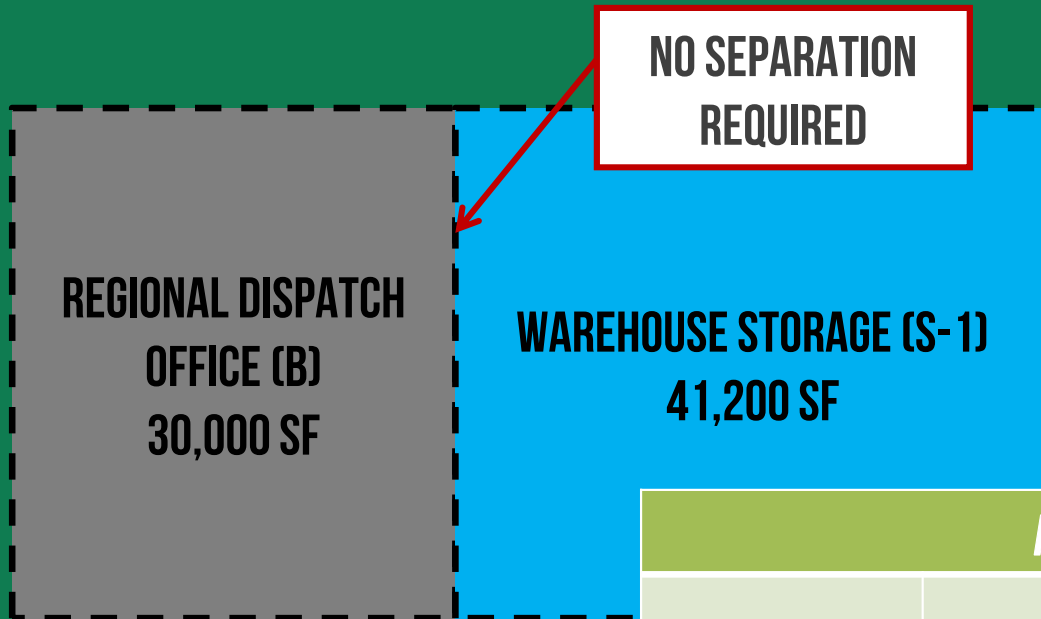 NO SEPARATION
REQUIRED
REGIONAL DISPATCH
OFFICE (B)
30,000 SF
WAREHOUSE STORAGE (S-1)
41,200 SF